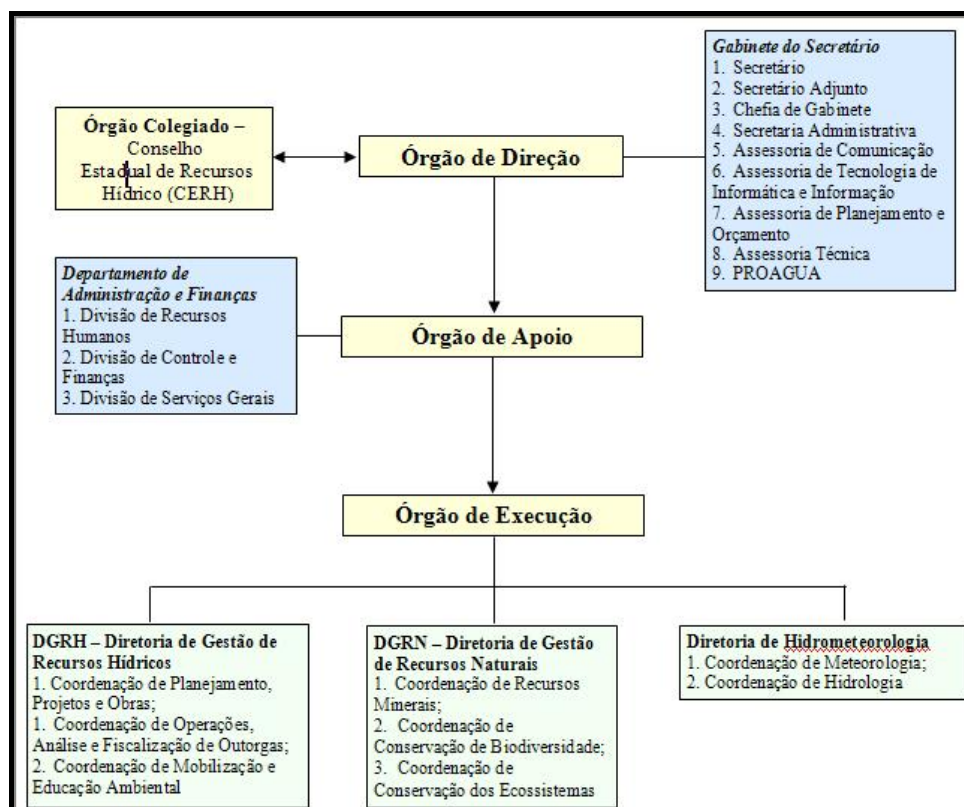 Gabinete do Secretário
1. Secretário
2. Secretário Adjunto
3. Chefia de Gabinete
4. Secretaria Administrativa
5. Assessoria de Comunicação
6. Assessoria de Tecnologia de
Informática e Informação
7. Assessoria de Planejamento e
Orçamento
8. Assessoria Técnica
9. PROAGUA
Órgão Colegiado –
Conselho
Estadual de Recursos
Hídrico (CERH)
Órgão de Direção
Departamento de
Administração e Finanças
1. Divisão de Recursos
Humanos
2. Divisão de Controle e
Finanças
3. Divisão de Serviços Gerais
Órgão de Apoio
Órgão de Execução
DGRH – Diretoria de Gestão de
Recursos Hídricos
1. Coordenação de Planejamento,
Projetos e Obras;
1. Coordenação de Operações,
Análise e Fiscalização de Outorgas;
2. Coordenação de Mobilização e
Educação Ambiental
DGRN – Diretoria de Gestão
de Recursos Naturais
1. Coordenação de Recursos
Minerais;
2. Coordenação de
Conservação de Biodiversidade;
3. Coordenação de
Conservação dos Ecossistemas
Diretoria de Hidrometeorologia
1. Coordenação de Meteorologia;
2. Coordenação de Hidrologia